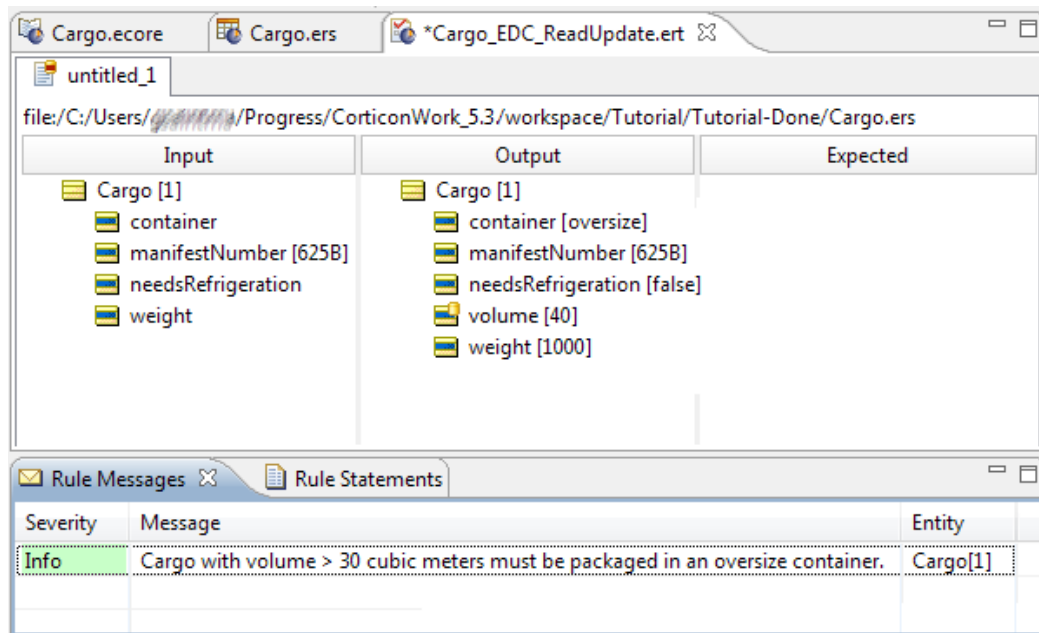 Cargo.ecore Cargo.ers *Cargo_EDC_ReadUpdate.ert
untitled_1
file:/C:/Users/ /Progress/CorticonWork_5.3/workspace/Tutorial/Tutorial-Done/Cargo.ers
Input Output Expected
Cargo [1] Cargo [1]
container container [oversize]
manifestNumber [625B] manifestNumber [625B]
needsRefrigeration needsRefrigeration [false]
weight volume [40]
weight [1000]
Rule Messages Rule Statements
Severity Message Entity
Info Cargo with volume > 30 cubic meters must be packaged in an oversize container. Cargo[1]